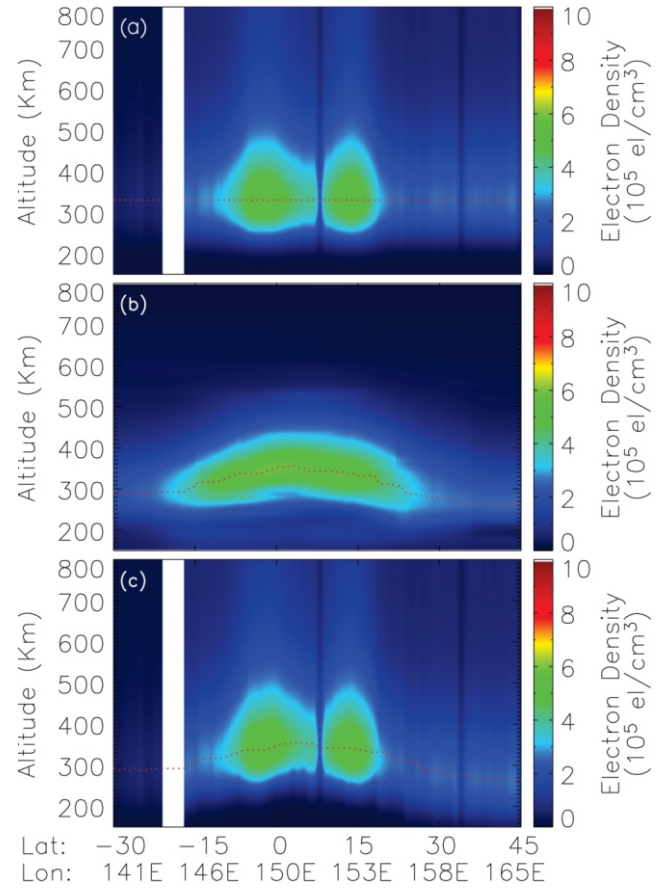 (a)
Altitude (Km)
800
700
600
500
400
300
200
10
8
6
4
2
0
Electron Density
(10⁵ el/cm³)
(b)
Altitude (Km)
800
700
600
500
400
300
200
10
8
6
4
2
0
Electron Density
(10⁵ el/cm³)
(c)
Altitude (Km)
800
700
600
500
400
300
200
10
8
6
4
2
0
Electron Density
(10⁵ el/cm³)
Lat: −30 −15 0 15 30 45
Lon: 141E 146E 150E 153E 158E 165E